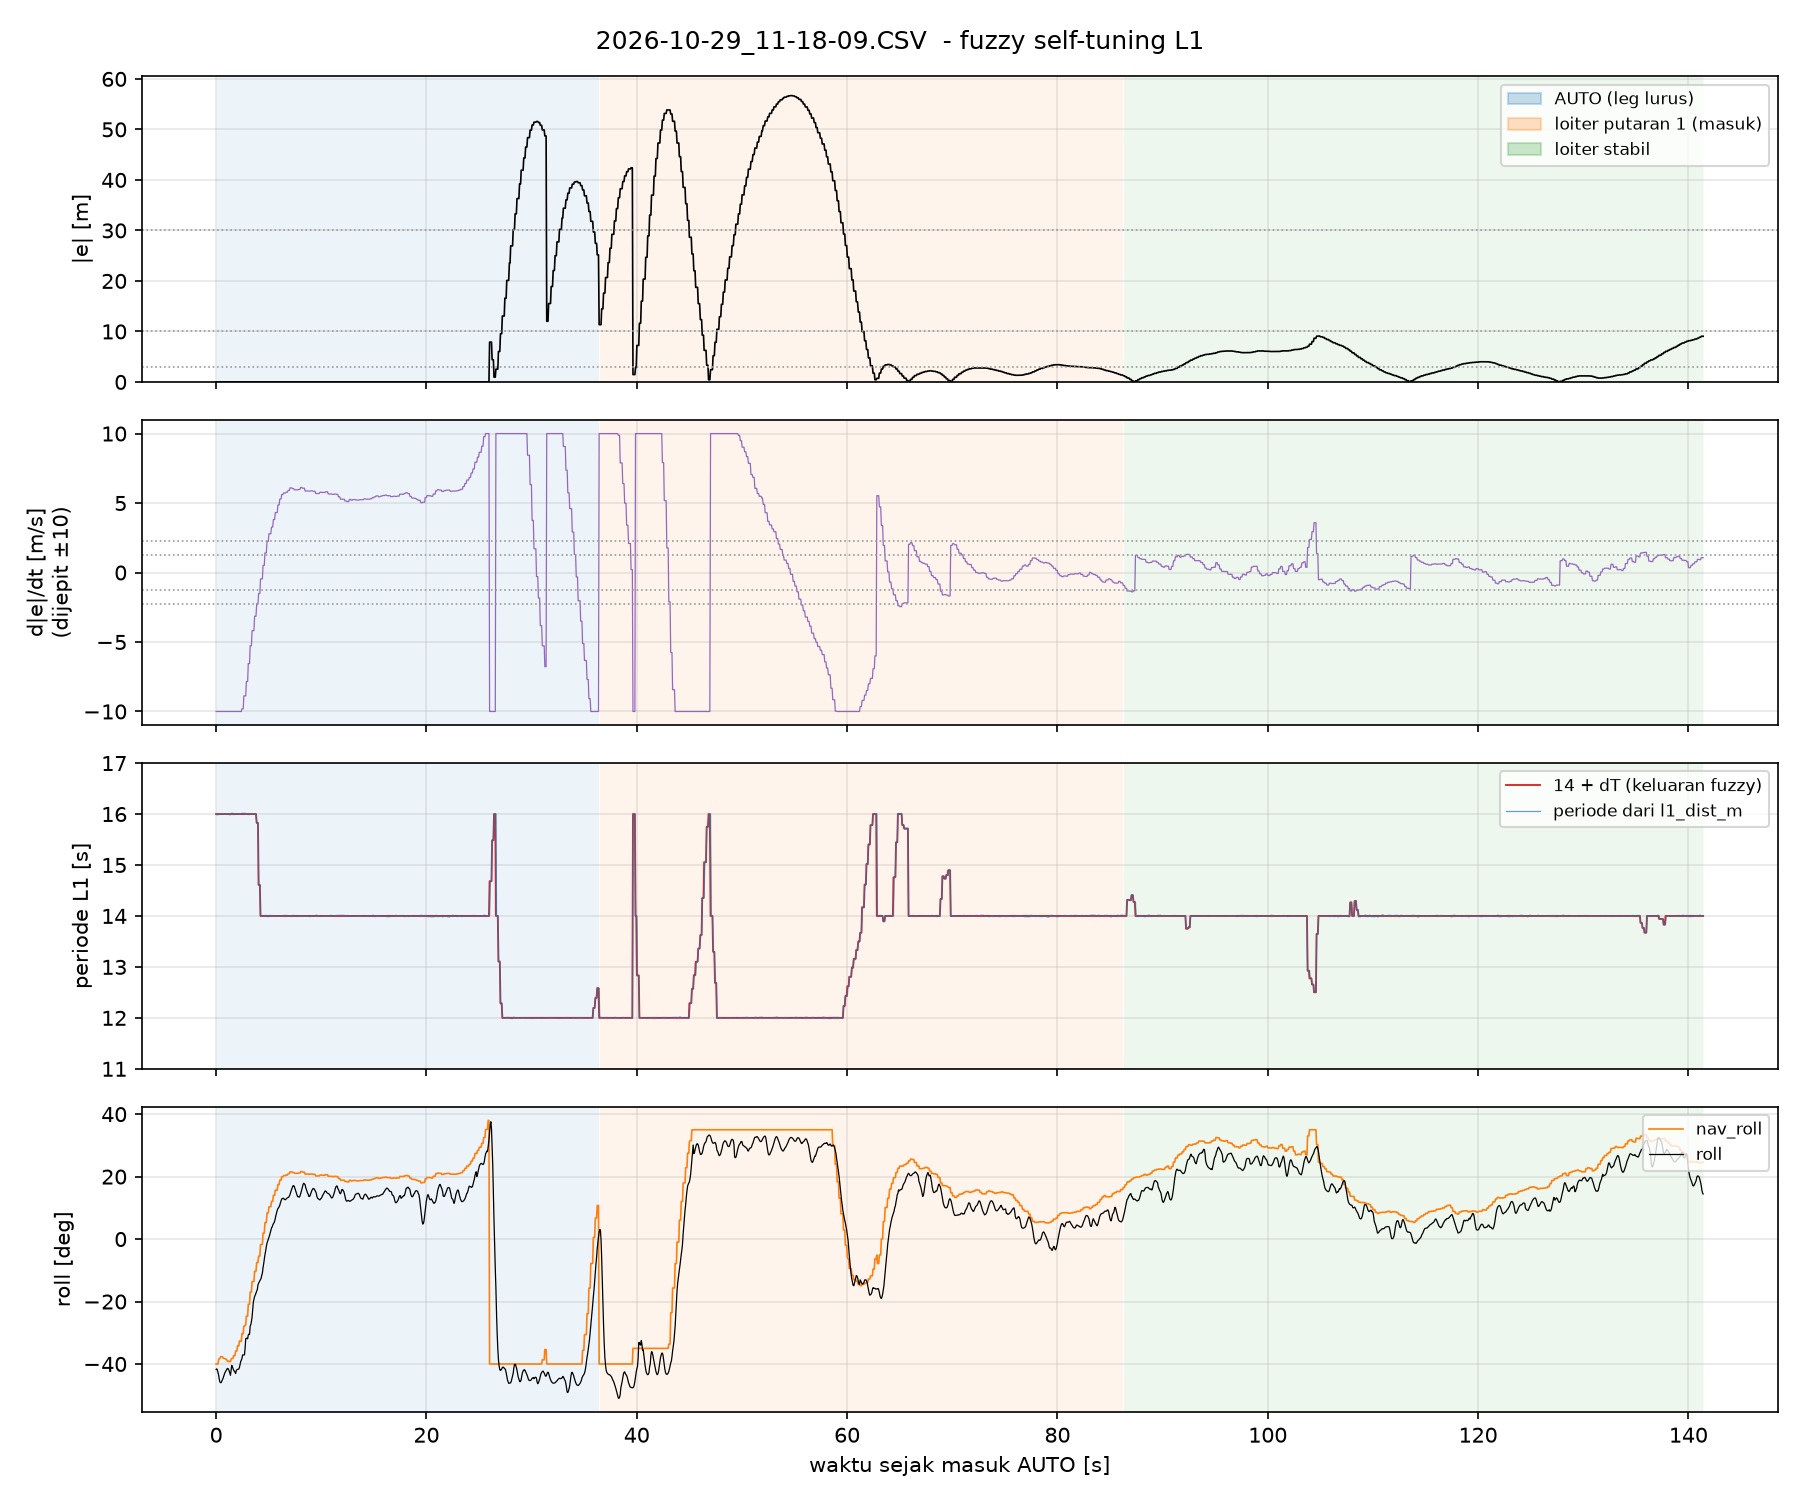 2026-10-29_11-18-09.CSV - fuzzy self-tuning L1
60
50
40
30
20
10
0
|e| [m]
AUTO (leg lurus)
loiter putaran 1 (masuk)
loiter stabil
10
5
0
−5
−10
d|e|/dt [m/s]
(dijepit ±10)
17
16
15
14
13
12
11
periode L1 [s]
14 + dT (keluaran fuzzy)
periode dari l1_dist_m
40
20
0
−20
−40
roll [deg]
nav_roll
roll
0 20 40 60 80 100 120 140
waktu sejak masuk AUTO [s]